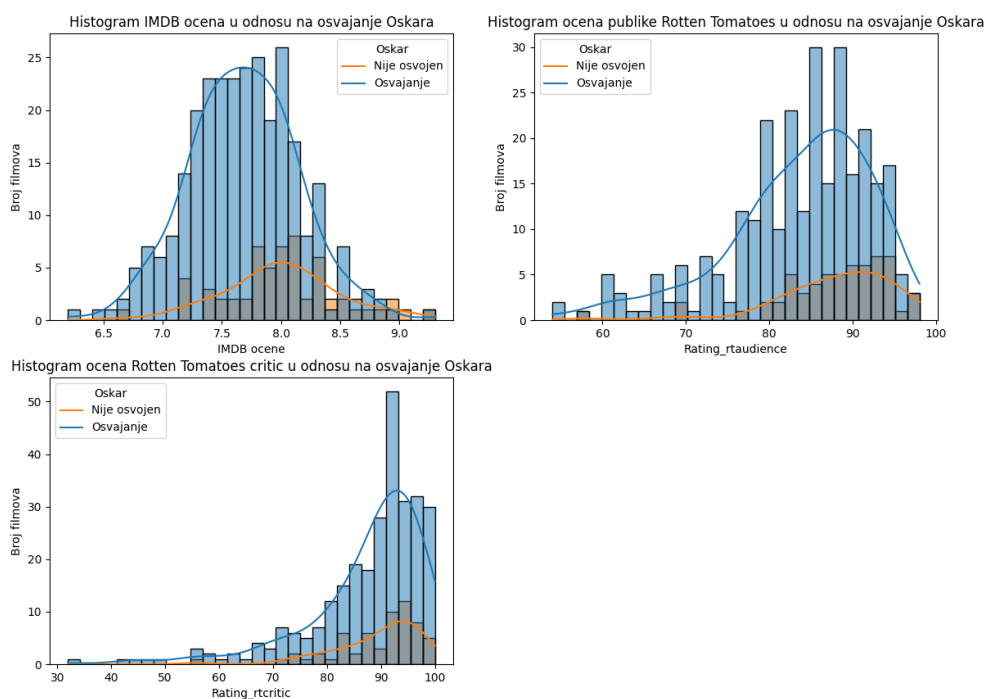 Histogram IMDB ocena u odnosu na osvajanje Oskara
Broj filmova
25
20
15
10
5
0
Oskar
Nije osvojen
Osvajanje
6.5 7.0 7.5 8.0 8.5 9.0
IMDB ocene
Histogram ocena publike Rotten Tomatoes u odnosu na osvajanje Oskara
Broj filmova
30
25
20
15
10
5
0
Oskar
Nije osvojen
Osvajanje
60 70 80 90 100
Rating_rtaudience
Histogram ocena Rotten Tomatoes critic u odnosu na osvajanje Oskara
Broj filmova
50
40
30
20
10
0
Oskar
Nije osvojen
Osvajanje
30 40 50 60 70 80 90 100
Rating_rtcritic